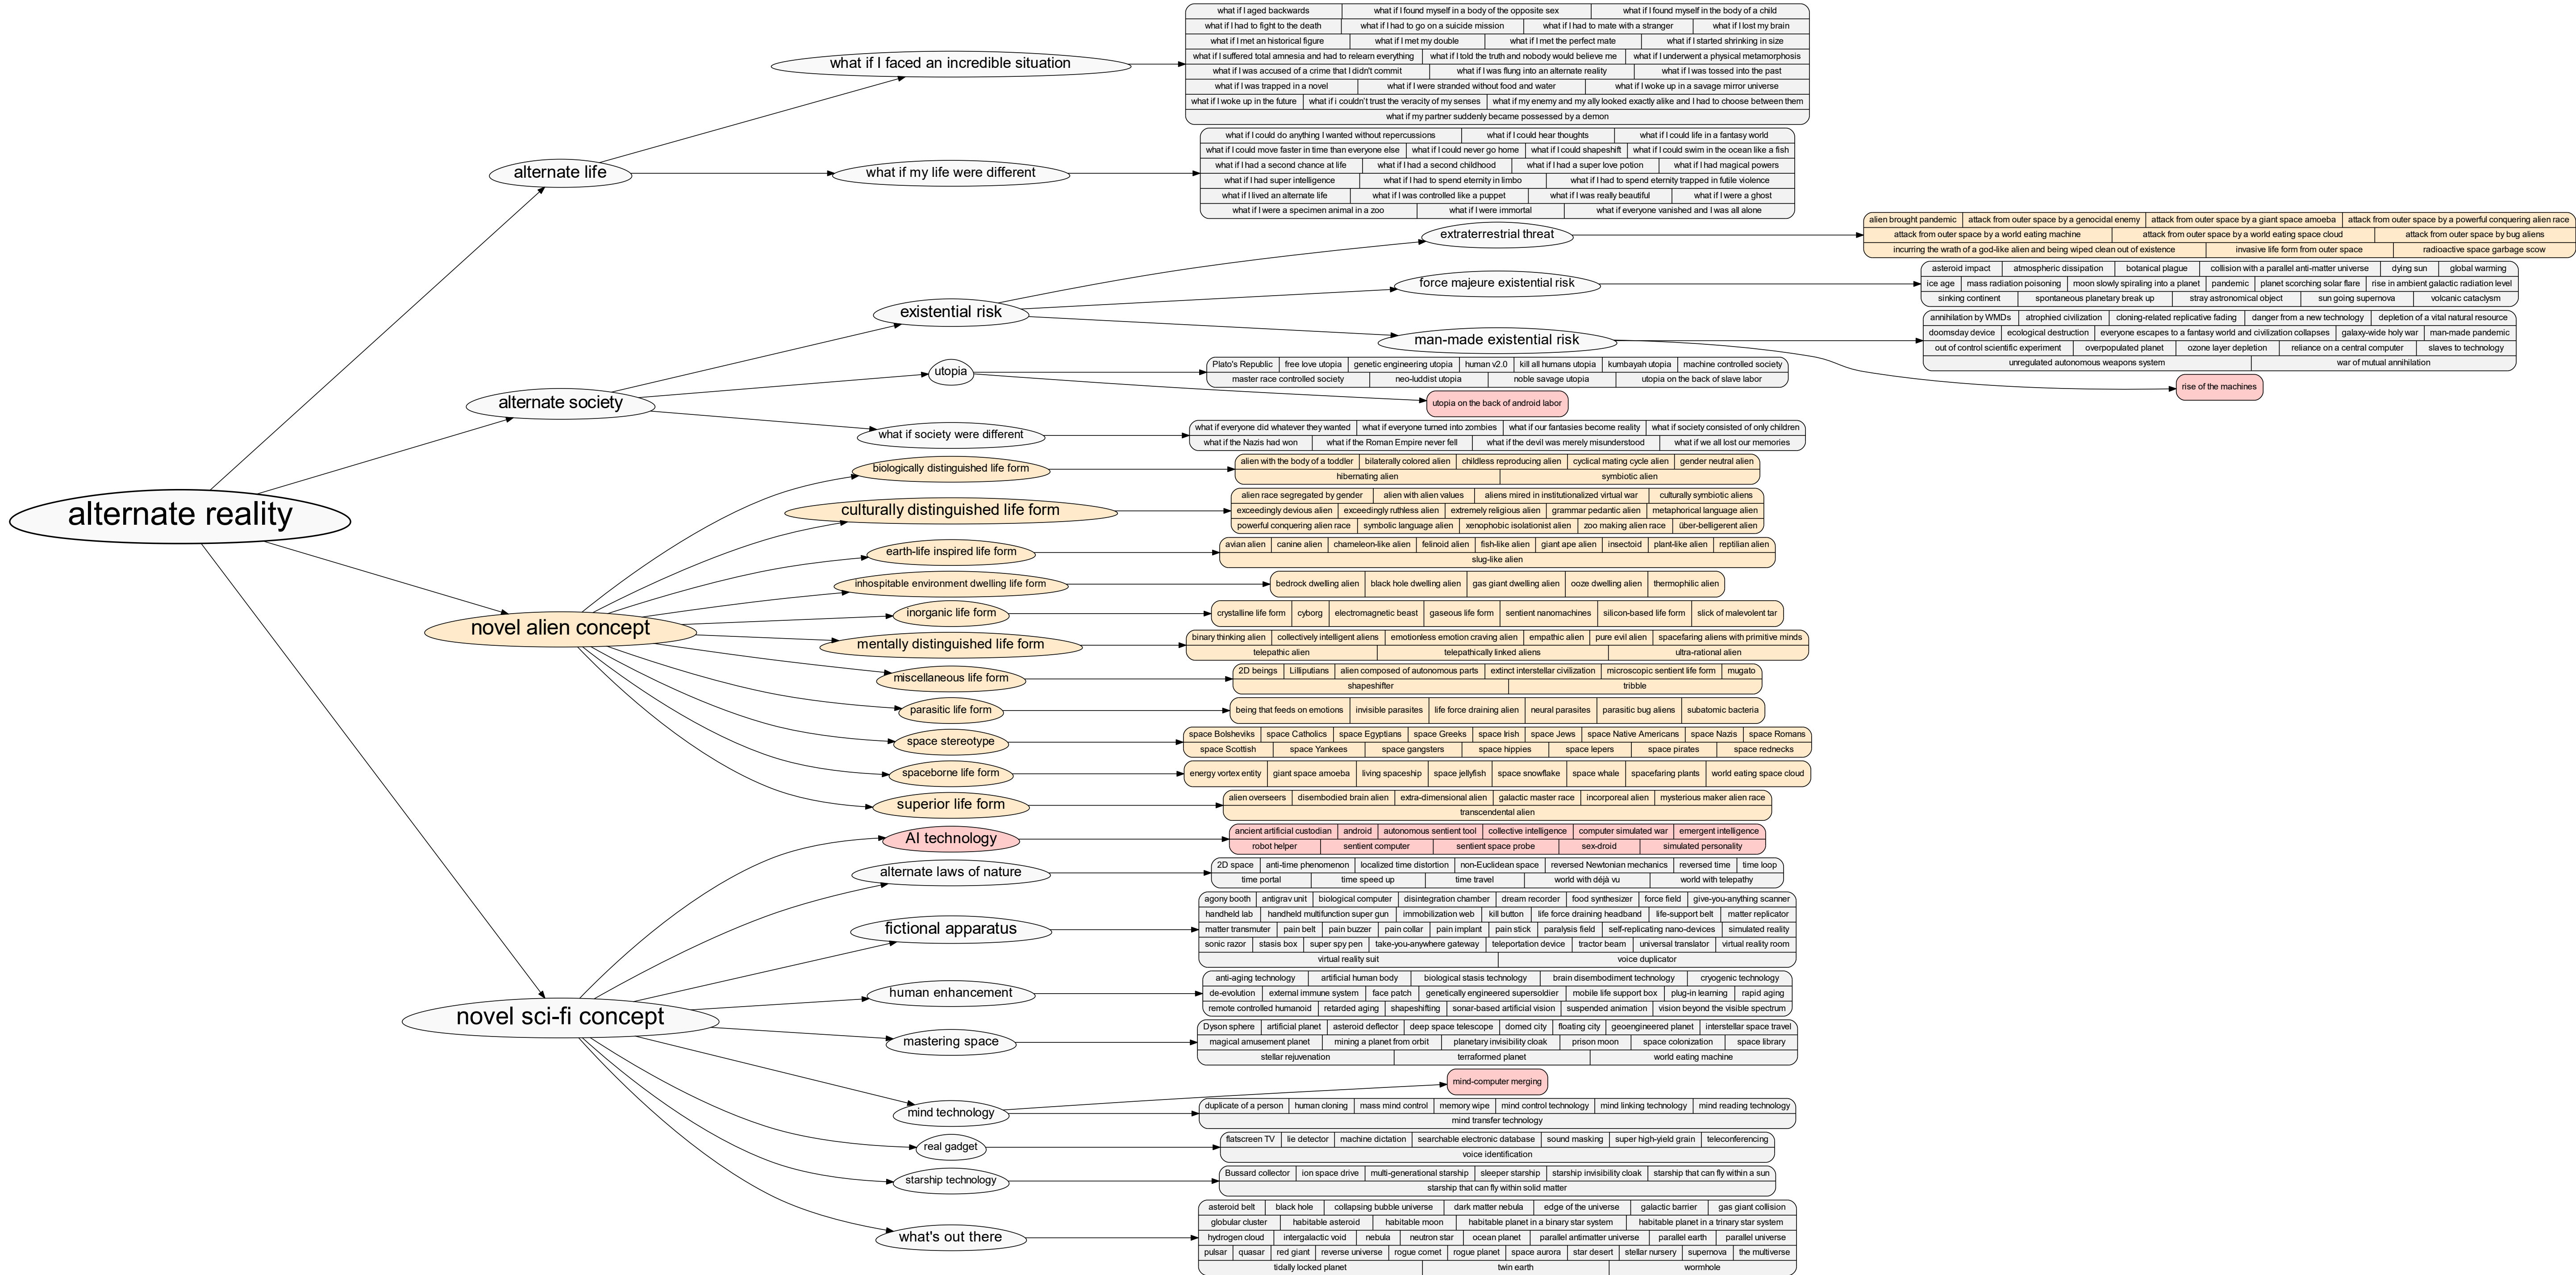 alternate reality
alternate life
what if I faced an incredible situation
what if I aged backwards what if I found myself in a body of the opposite sex what if I found myself in the body of a child
what if I had to fight to the death what if I had to go on a suicide mission what if I had to mate with a stranger what if I lost my brain
what if I met an historical figure what if I met my double what if I met the perfect mate what if I started shrinking in size
what if I suffered total amnesia and had to relearn everything what if I told the truth and nobody would believe me what if I underwent a physical metamorphosis
what if I was accused of a crime that I didn't commit what if I was flung into an alternate reality what if I was tossed into the past
what if I was trapped in a novel what if I were stranded without food and water what if I woke up in a savage mirror universe
what if I woke up in the future what if i couldn't trust the veracity of my senses what if my enemy and my ally looked exactly alike and I had to choose between them
what if my partner suddenly became possessed by a demon
what if my life were different
what if I could do anything I wanted without repercussions what if I could hear thoughts what if I could life in a fantasy world
what if I could move faster in time than everyone else what if I could never go home what if I could shapeshift what if I could swim in the ocean like a fish
what if I had a second chance at life what if I had a second childhood what if I had a super love potion what if I had magical powers
what if I had super intelligence what if I had to spend eternity in limbo what if I had to spend eternity trapped in futile violence
what if I lived an alternate life what if I was controlled like a puppet what if I was really beautiful what if I were a ghost
what if I were a specimen animal in a zoo what if I were immortal what if everyone vanished and I was all alone
alternate society
existential risk
extraterrestrial threat
alien brought pandemic attack from outer space by a genocidal enemy attack from outer space by a giant space amoeba attack from outer space by a powerful conquering alien race
attack from outer space by a world eating machine attack from outer space by a world eating space cloud attack from outer space by bug aliens
incurring the wrath of a god-like alien and being wiped clean out of existence invasive life form from outer space radioactive space garbage scow
force majeure existential risk
asteroid impact atmospheric dissipation botanical plague collision with a parallel anti-matter universe dying sun global warming
ice age mass radiation poisoning moon slowly spiraling into a planet pandemic planet scorching solar flare rise in ambient galactic radiation level
sinking continent spontaneous planetary break up stray astronomical object sun going supernova volcanic cataclysm
man-made existential risk
annihilation by WMDs atrophied civilization cloning-related replicative fading danger from a new technology depletion of a vital natural resource
doomsday device ecological destruction everyone escapes to a fantasy world and civilization collapses galaxy-wide holy war man-made pandemic
out of control scientific experiment overpopulated planet ozone layer depletion reliance on a central computer slaves to technology
unregulated autonomous weapons system war of mutual annihilation
rise of the machines
utopia
Plato's Republic free love utopia genetic engineering utopia human v2.0 kill all humans utopia kumbayah utopia machine controlled society
master race controlled society neo-luddist utopia noble savage utopia utopia on the back of slave labor
utopia on the back of android labor
what if society were different
what if everyone did whatever they wanted what if everyone turned into zombies what if our fantasies become reality what if society consisted of only children
what if the Nazis had won what if the Roman Empire never fell what if the devil was merely misunderstood what if we all lost our memories
novel alien concept
biologically distinguished life form
alien with the body of a toddler bilaterally colored alien childless reproducing alien cyclical mating cycle alien gender neutral alien
hibernating alien symbiotic alien
culturally distinguished life form
alien race segregated by gender alien with alien values aliens mired in institutionalized virtual war culturally symbiotic aliens
exceedingly devious alien exceedingly ruthless alien extremely religious alien grammar pedantic alien metaphorical language alien
powerful conquering alien race symbolic language alien xenophobic isolationist alien zoo making alien race über-belligerent alien
earth-life inspired life form
avian alien canine alien chameleon-like alien felinoid alien fish-like alien giant ape alien insectoid plant-like alien reptilian alien
slug-like alien
inhospitable environment dwelling life form
bedrock dwelling alien black hole dwelling alien gas giant dwelling alien ooze dwelling alien thermophilic alien
inorganic life form
crystalline life form cyborg electromagnetic beast gaseous life form sentient nanomachines silicon-based life form slick of malevolent tar
mentally distinguished life form
binary thinking alien collectively intelligent aliens emotionless emotion craving alien empathic alien pure evil alien spacefaring aliens with primitive minds
telepathic alien telepathically linked aliens ultra-rational alien
miscellaneous life form
2D beings Lilliputians alien composed of autonomous parts extinct interstellar civilization microscopic sentient life form mugato
shapeshifter tribble
parasitic life form
being that feeds on emotions invisible parasites life force draining alien neural parasites parasitic bug aliens subatomic bacteria
space stereotype
space Bolsheviks space Catholics space Egyptians space Greeks space Irish space Jews space Native Americans space Nazis space Romans
space Scottish space Yankees space gangsters space hippies space lepers space pirates space rednecks
spaceborne life form
energy vortex entity giant space amoeba living spaceship space jellyfish space snowflake space whale spacefaring plants world eating space cloud
superior life form
alien overseers disembodied brain alien extra-dimensional alien galactic master race incorporeal alien mysterious maker alien race
transcendental alien
novel sci-fi concept
AI technology
ancient artificial custodian android autonomous sentient tool collective intelligence computer simulated war emergent intelligence
robot helper sentient computer sentient space probe sex-droid simulated personality
alternate laws of nature
2D space anti-time phenomenon localized time distortion non-Euclidean space reversed Newtonian mechanics reversed time time loop
time portal time speed up time travel world with déjà vu world with telepathy
fictional apparatus
agony booth antigrav unit biological computer disintegration chamber dream recorder food synthesizer force field give-you-anything scanner
handheld lab handheld multifunction super gun immobilization web kill button life force draining headband life-support belt matter replicator
matter transmuter pain belt pain buzzer pain collar pain implant pain stick paralysis field self-replicating nano-devices simulated reality
sonic razor stasis box super spy pen take-you-anywhere gateway teleportation device tractor beam universal translator virtual reality room
virtual reality suit voice duplicator
human enhancement
anti-aging technology artificial human body biological stasis technology brain disembodiment technology cryogenic technology
de-evolution external immune system face patch genetically engineered supersoldier mobile life support box plug-in learning rapid aging
remote controlled humanoid retarded aging shapeshifting sonar-based artificial vision suspended animation vision beyond the visible spectrum
mastering space
Dyson sphere artificial planet asteroid deflector deep space telescope domed city floating city geoengineered planet interstellar space travel
magical amusement planet mining a planet from orbit planetary invisibility cloak prison moon space colonization space library
stellar rejuvenation terraformed planet world eating machine
mind technology
mind-computer merging
duplicate of a person human cloning mass mind control memory wipe mind control technology mind linking technology mind reading technology
mind transfer technology
real gadget
flatscreen TV lie detector machine dictation searchable electronic database sound masking super high-yield grain teleconferencing
voice identification
starship technology
Bussard collector ion space drive multi-generational starship sleeper starship starship invisibility cloak starship that can fly within a sun
starship that can fly within solid matter
what's out there
asteroid belt black hole collapsing bubble universe dark matter nebula edge of the universe galactic barrier gas giant collision
globular cluster habitable asteroid habitable moon habitable planet in a binary star system habitable planet in a trinary star system
hydrogen cloud intergalactic void nebula neutron star ocean planet parallel antimatter universe parallel earth parallel universe
pulsar quasar red giant reverse universe rogue comet rogue planet space aurora star desert stellar nursery supernova the multiverse
tidally locked planet twin earth wormhole